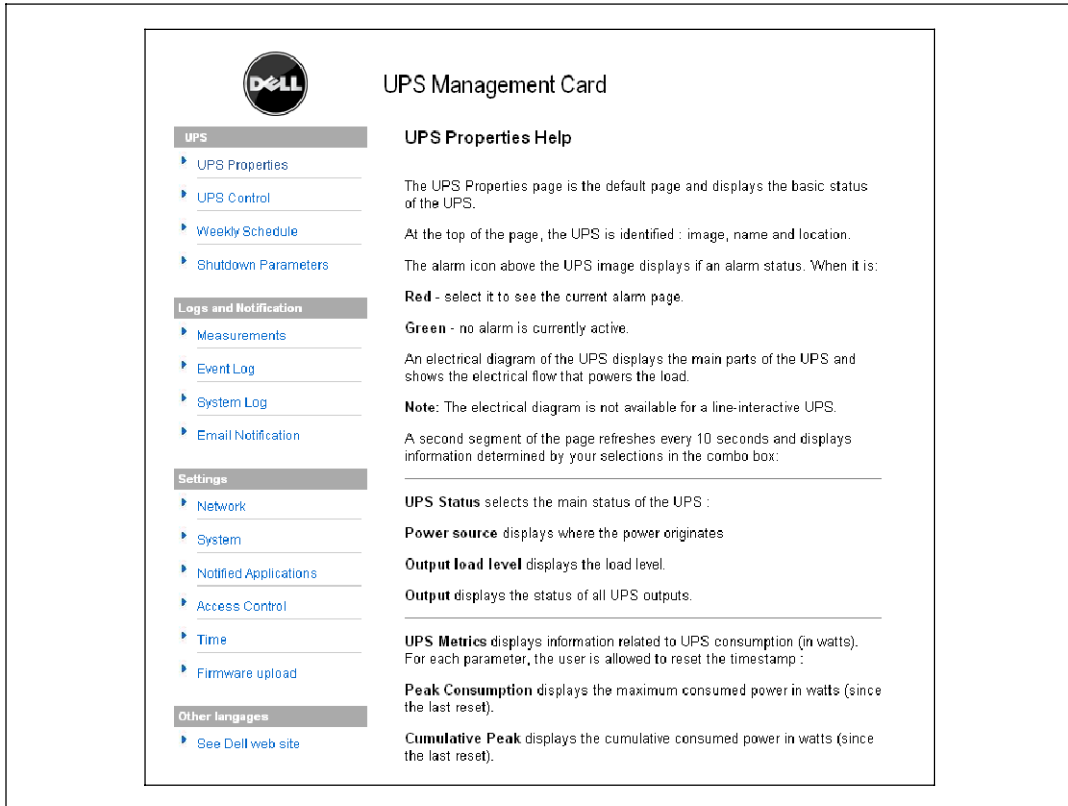 DELL
UPS Management Card
UPS
UPS Properties
UPS Control
Weekly Schedule
Shutdown Parameters
Logs and Notification
Measurements
Event Log
System Log
Email Notification
Settings
Network
System
Notified Applications
Access Control
Time
Firmware upload
Other langages
See Dell web site
UPS Properties Help
The UPS Properties page is the default page and displays the basic status
of the UPS.
At the top of the page, the UPS is identified : image, name and location.
The alarm icon above the UPS image displays if an alarm status. When it is:
Red - select it to see the current alarm page.
Green - no alarm is currently active.
An electrical diagram of the UPS displays the main parts of the UPS and
shows the electrical flow that powers the load.
Note: The electrical diagram is not available for a line-interactive UPS.
A second segment of the page refreshes every 10 seconds and displays
information determined by your selections in the combo box:
UPS Status selects the main status of the UPS :
Power source displays where the power originates
Output load level displays the load level.
Output displays the status of all UPS outputs.
UPS Metrics displays information related to UPS consumption (in watts).
For each parameter, the user is allowed to reset the timestamp :
Peak Consumption displays the maximum consumed power in watts (since
the last reset).
Cumulative Peak displays the cumulative consumed power in watts (since
the last reset).